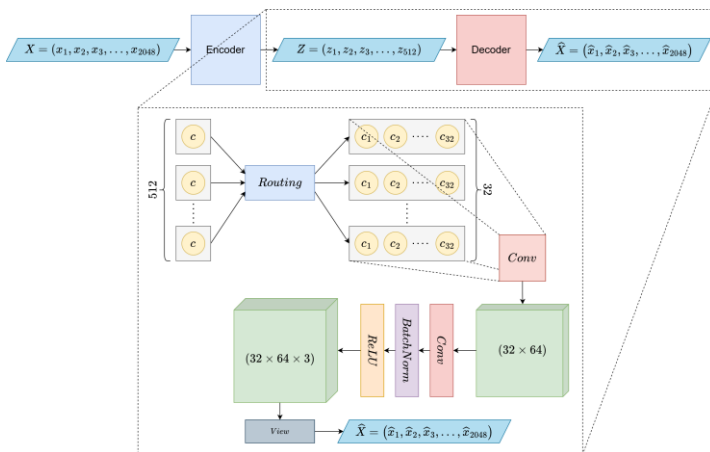 X = (x₁, x₂, x₃, . . . , x₂₀₄₈)
Encoder
Z = (z₁, z₂, z₃, . . . , z₅₁₂)
Decoder
X̂ = (x̂₁, x̂₂, x̂₃, . . . , x̂₂₀₄₈)
512
c
c
c
Routing
c₁ c₂ ···· c₃₂
c₁ c₂ ···· c₃₂
c₁ c₂ ···· c₃₂
32
Conv
(32 × 64 × 3)
ReLU
BatchNorm
Conv
(32 × 64)
View
X̂ = (x̂₁, x̂₂, x̂₃, . . . , x̂₂₀₄₈)